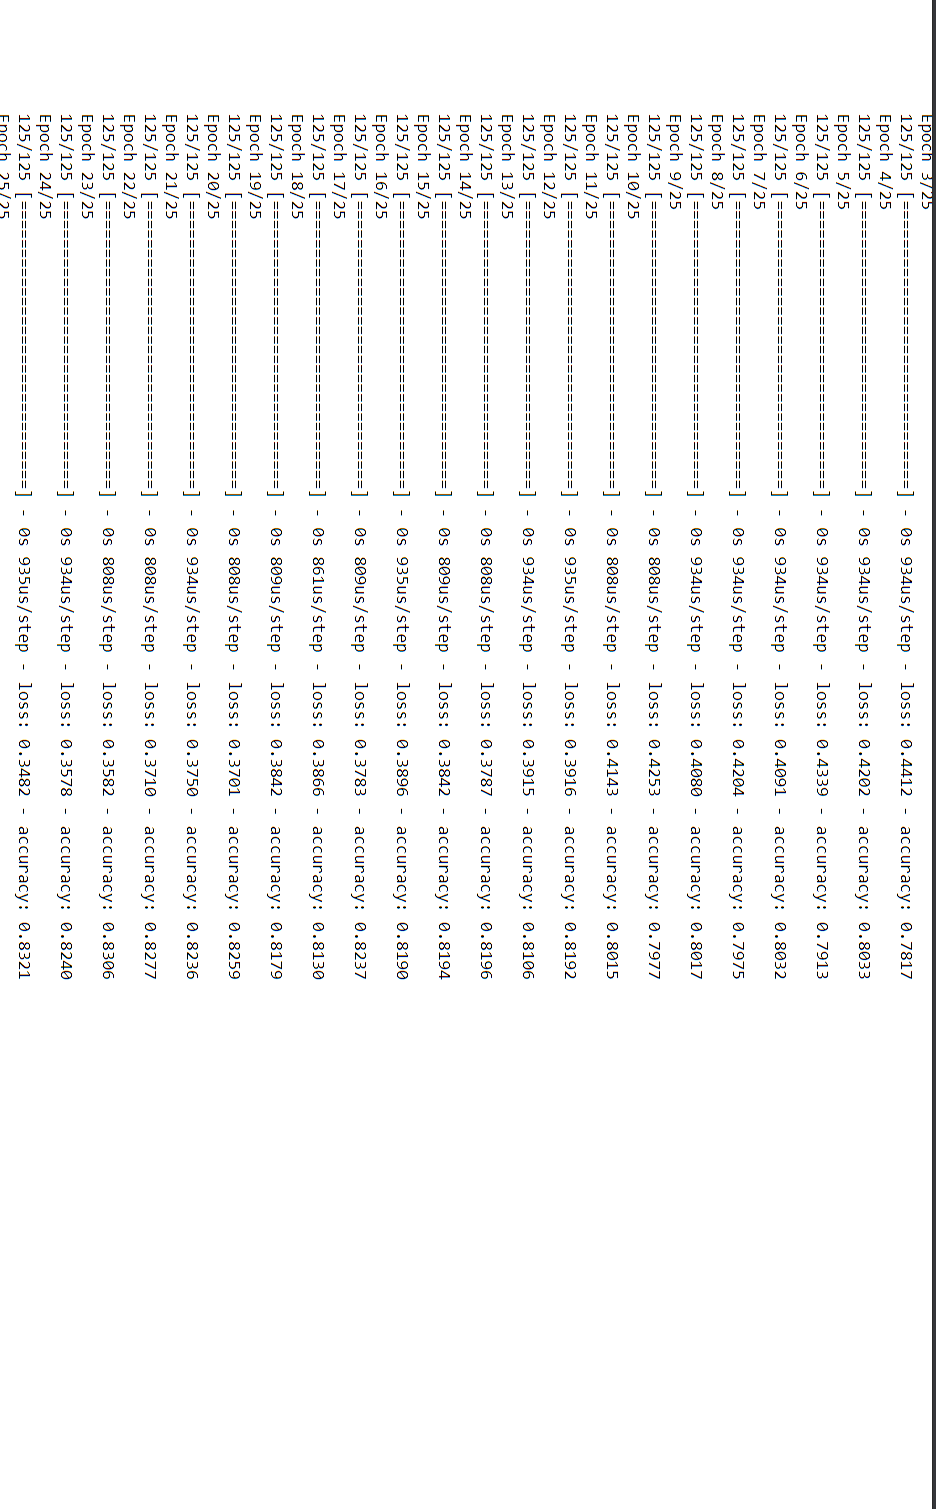 Epoch 3/25
125/125 [==============================] - 0s 934us/step - loss: 0.4412 - accuracy: 0.7817
Epoch 4/25
125/125 [==============================] - 0s 934us/step - loss: 0.4202 - accuracy: 0.8033
Epoch 5/25
125/125 [==============================] - 0s 934us/step - loss: 0.4339 - accuracy: 0.7913
Epoch 6/25
125/125 [==============================] - 0s 934us/step - loss: 0.4091 - accuracy: 0.8032
Epoch 7/25
125/125 [==============================] - 0s 934us/step - loss: 0.4204 - accuracy: 0.7975
Epoch 8/25
125/125 [==============================] - 0s 934us/step - loss: 0.4080 - accuracy: 0.8017
Epoch 9/25
125/125 [==============================] - 0s 808us/step - loss: 0.4253 - accuracy: 0.7977
Epoch 10/25
125/125 [==============================] - 0s 808us/step - loss: 0.4143 - accuracy: 0.8015
Epoch 11/25
125/125 [==============================] - 0s 935us/step - loss: 0.3916 - accuracy: 0.8192
Epoch 12/25
125/125 [==============================] - 0s 934us/step - loss: 0.3915 - accuracy: 0.8106
Epoch 13/25
125/125 [==============================] - 0s 808us/step - loss: 0.3787 - accuracy: 0.8196
Epoch 14/25
125/125 [==============================] - 0s 809us/step - loss: 0.3842 - accuracy: 0.8194
Epoch 15/25
125/125 [==============================] - 0s 935us/step - loss: 0.3896 - accuracy: 0.8190
Epoch 16/25
125/125 [==============================] - 0s 809us/step - loss: 0.3783 - accuracy: 0.8237
Epoch 17/25
125/125 [==============================] - 0s 861us/step - loss: 0.3866 - accuracy: 0.8130
Epoch 18/25
125/125 [==============================] - 0s 809us/step - loss: 0.3842 - accuracy: 0.8179
Epoch 19/25
125/125 [==============================] - 0s 808us/step - loss: 0.3701 - accuracy: 0.8259
Epoch 20/25
125/125 [==============================] - 0s 934us/step - loss: 0.3750 - accuracy: 0.8236
Epoch 21/25
125/125 [==============================] - 0s 808us/step - loss: 0.3710 - accuracy: 0.8277
Epoch 22/25
125/125 [==============================] - 0s 808us/step - loss: 0.3582 - accuracy: 0.8306
Epoch 23/25
125/125 [==============================] - 0s 934us/step - loss: 0.3578 - accuracy: 0.8240
Epoch 24/25
125/125 [==============================] - 0s 935us/step - loss: 0.3482 - accuracy: 0.8321
Epoch 25/25